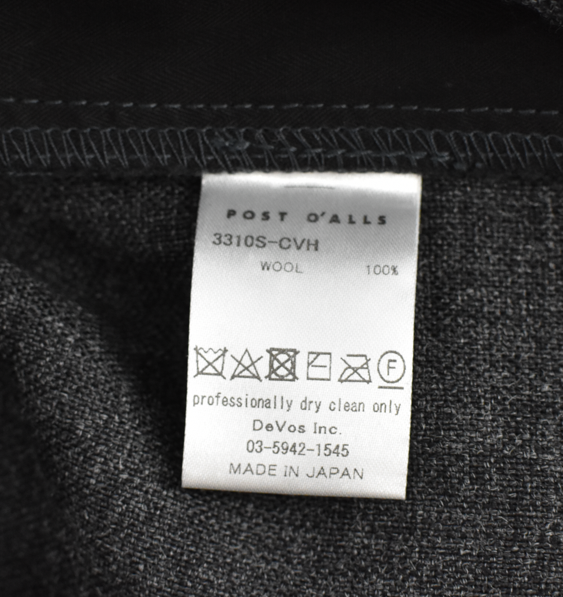 POST O'ALLS
3310S-CVH
WOOL 100%
F
professionally dry clean only
DeVos Inc.
03-5942-1545
MADE IN JAPAN